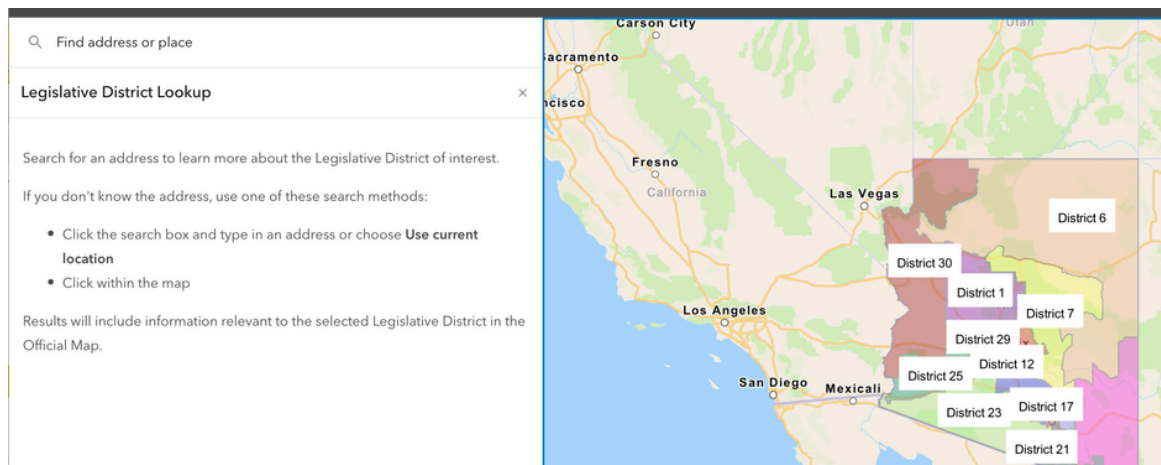 Find address or place
Legislative District Lookup
Search for an address to learn more about the Legislative District of interest.
If you don't know the address, use one of these search methods:
Click the search box and type in an address or choose Use current
location
Click within the map
Results will include information relevant to the selected Legislative District in the
Official Map.
Carson City
Utah
acramento
ncisco
Fresno
California
Las Vegas
District 6
District 30
District 1
Los Angeles
District 7
District 29
District 12
District 25
San Diego
Mexicali
District 23
District 17
District 21